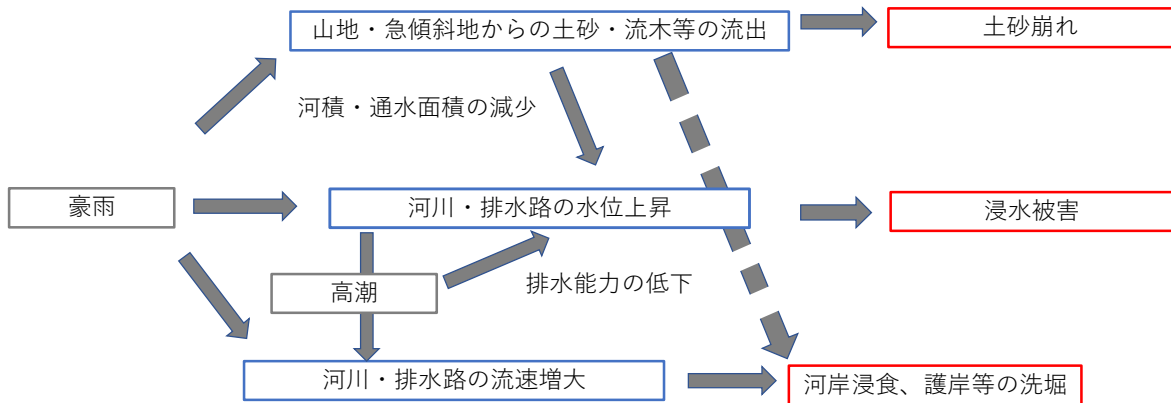 山地・急傾斜地からの土砂・流木等の流出
土砂崩れ
河積・通水面積の減少
豪雨
河川・排水路の水位上昇
浸水被害
高潮
排水能力の低下
河川・排水路の流速増大
河岸浸食、護岸等の洗堀